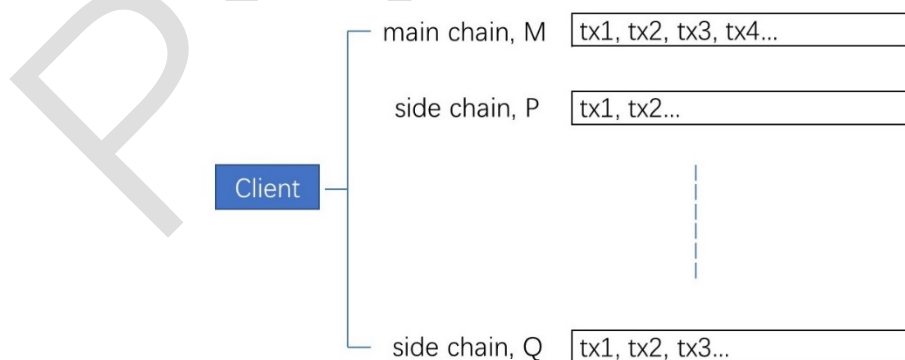 main chain, M
tx1, tx2, tx3, tx4...
side chain, P
tx1, tx2...
Client
side chain, Q
tx1, tx2, tx3...